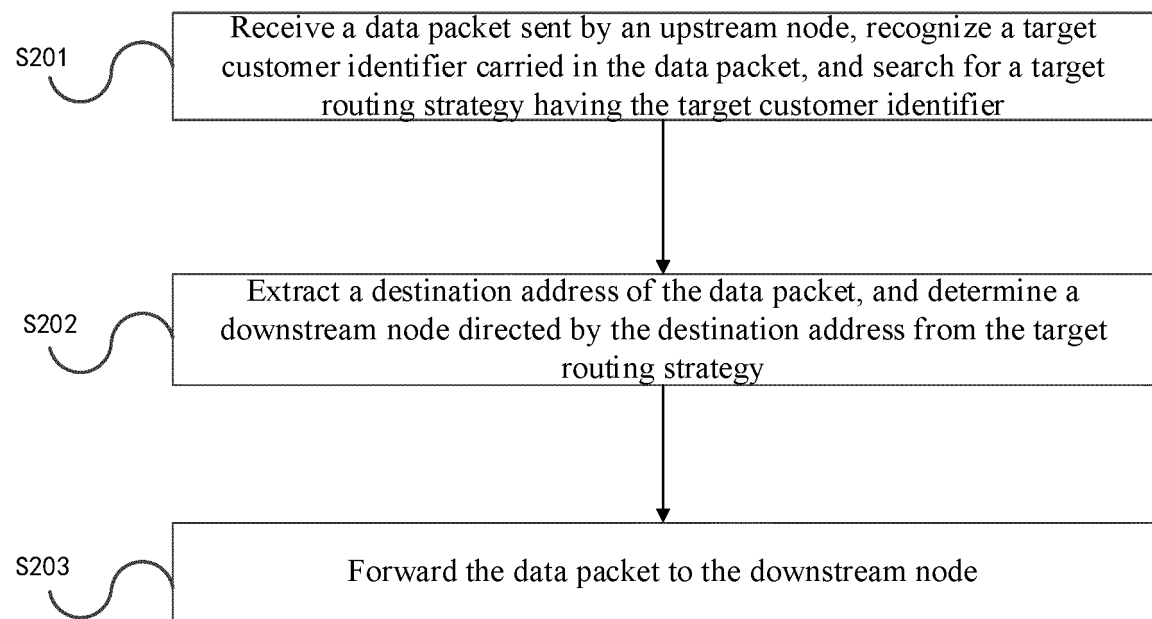 S201
Receive a data packet sent by an upstream node, recognize a target
customer identifier carried in the data packet, and search for a target
routing strategy having the target customer identifier
S202
Extract a destination address of the data packet, and determine a
downstream node directed by the destination address from the target
routing strategy
S203
Forward the data packet to the downstream node